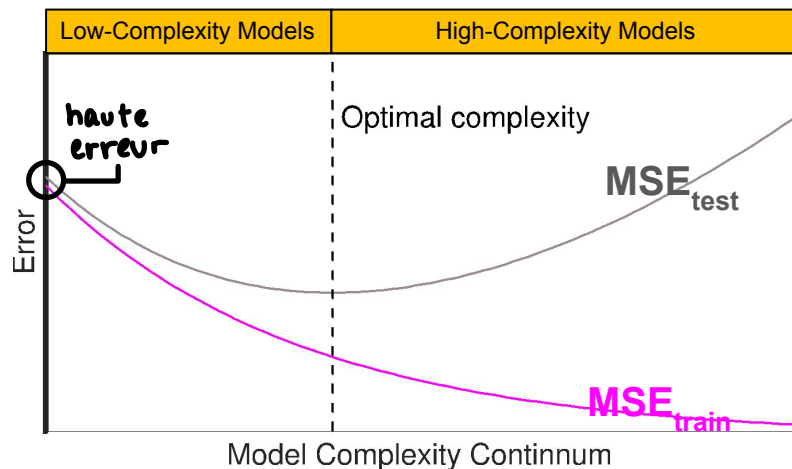 Low-Complexity Models
High-Complexity Models
haute
erreur
Optimal complexity
MSEtest
Error
MSEtrain
Model Complexity Continnum